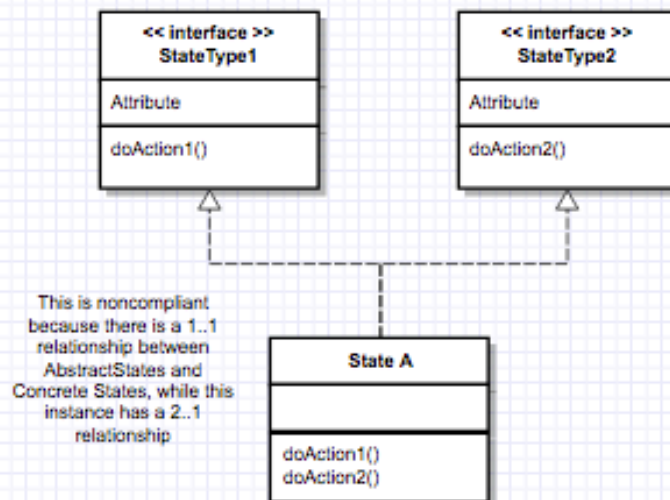 << interface >>
StateType1
Attribute
doAction1()
<< interface >>
StateType2
Attribute
doAction2()
This is noncompliant
because there is a 1..1
relationship between
AbstractStates and
Concrete States, while this
instance has a 2..1
relationship
State A
doAction1()
doAction2()